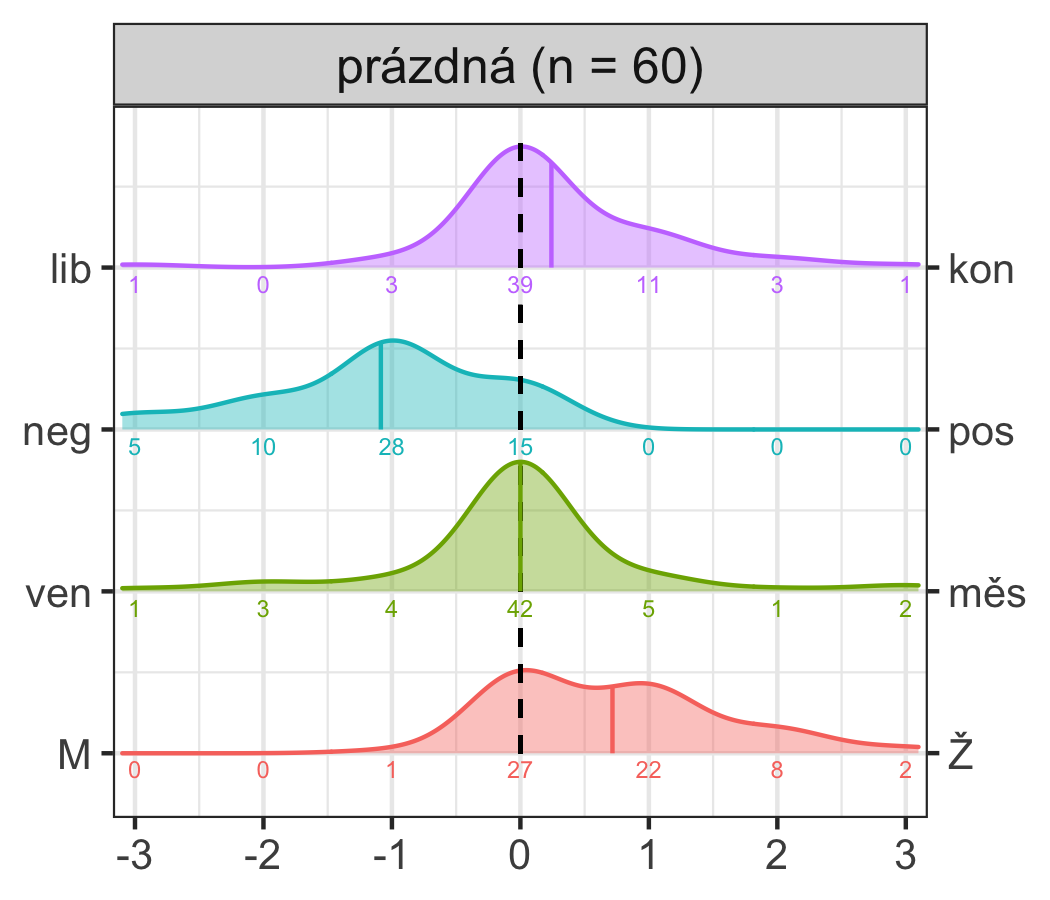 prázdná (n = 60)
lib kon
1 0 3 39 11 3 1
neg pos
5 10 28 15 0 0 0
ven měs
1 3 4 42 5 1 2
M Ž
0 0 1 27 22 8 2
-3 -2 -1 0 1 2 3